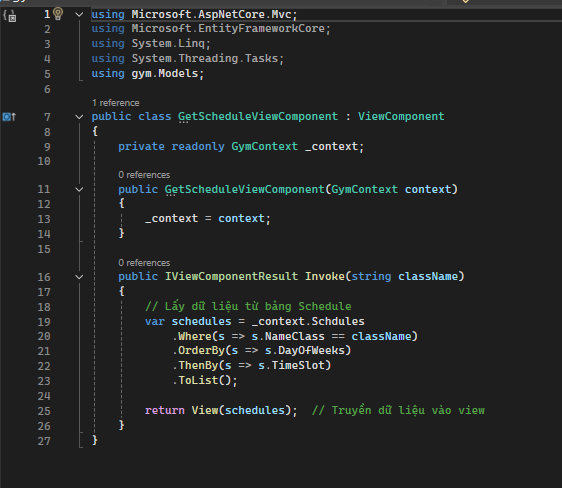 1 using Microsoft.AspNetCore.Mvc;
2 using Microsoft.EntityFrameworkCore;
3 using System.Linq;
4 using System.Threading.Tasks;
5 using gym.Models;
6
1 reference
7 public class GetScheduleViewComponent : ViewComponent
8 {
9 private readonly GymContext _context;
10
0 references
11 public GetScheduleViewComponent(GymContext context)
12 {
13 _context = context;
14 }
15
0 references
16 public IViewComponentResult Invoke(string className)
17 {
18 // Lấy dữ liệu từ bảng Schedule
19 var schedules = _context.Schdules
20 .Where(s => s.NameClass == className)
21 .OrderBy(s => s.DayOfWeeks)
22 .ThenBy(s => s.TimeSlot)
23 .ToList();
24
25 return View(schedules); // Truyền dữ liệu vào view
26 }
27 }